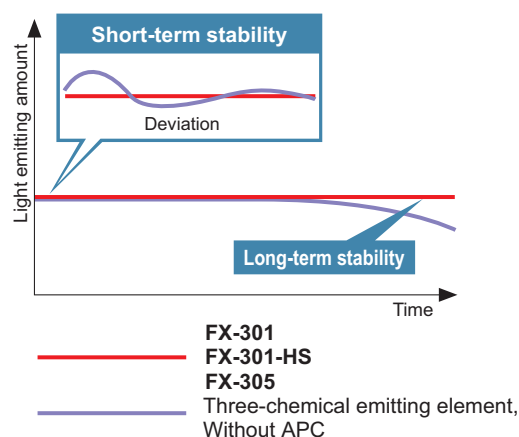 Short-term stability
Deviation
Light emitting amount
Long-term stability
Time
FX-301
FX-301-HS
FX-305
Three-chemical emitting element,
Without APC